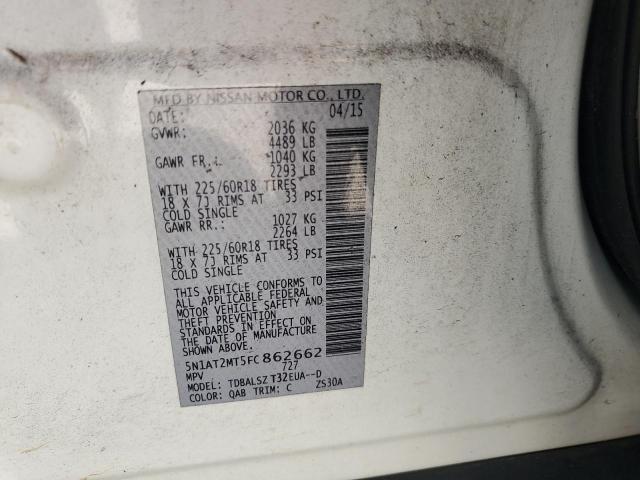 MFD BY NISSAN MOTOR CO., LTD.
DATE: 04/15
GVWR: 2036 KG
4489 LB
GAWR FR.: 1040 KG
2293 LB
WITH 225/60R18 TIRES
18 X 7J RIMS AT 33 PSI
COLD SINGLE
GAWR RR.: 1027 KG
2264 LB
WITH 225/60R18 TIRES
18 X 7J RIMS AT 33 PSI
COLD SINGLE
THIS VEHICLE CONFORMS TO
ALL APPLICABLE FEDERAL
MOTOR VEHICLE SAFETY AND
THEFT PREVENTION
STANDARDS IN EFFECT ON
THE DATE OF MANUFACTURE
SHOWN ABOVE.
5N1AT2MT5FC862662
MPV 727
MODEL: TDBALSZ T32EUA--D
COLOR: QAB TRIM: C ZS30A